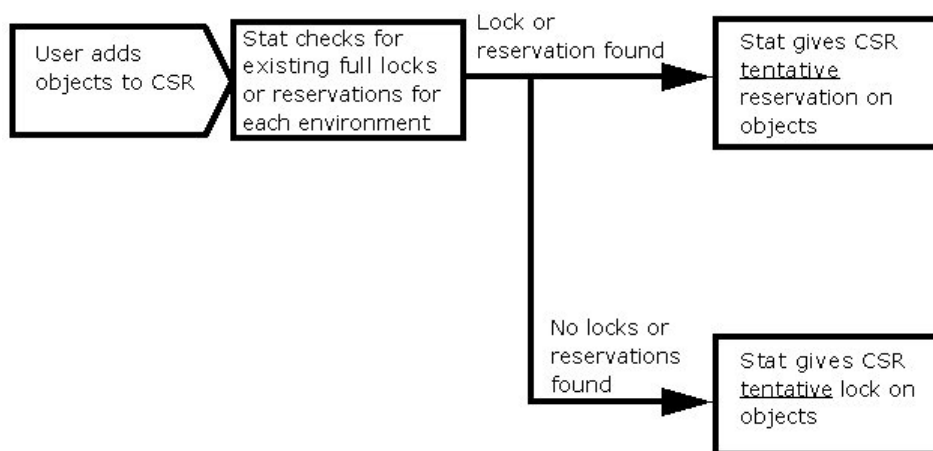 User adds
objects to CSR
Stat checks for
existing full locks
or reservations for
each environment
Lock or
reservation found
Stat gives CSR
tentative
reservation on
objects
No locks or
reservations
found
Stat gives CSR
tentative lock on
objects